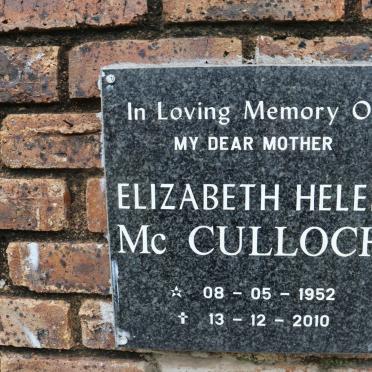 In Loving Memory O
MY DEAR MOTHER
ELIZABETH HELE
Mc CULLOCH
☆ 08 - 05 - 1952
✝ 13 - 12 - 2010